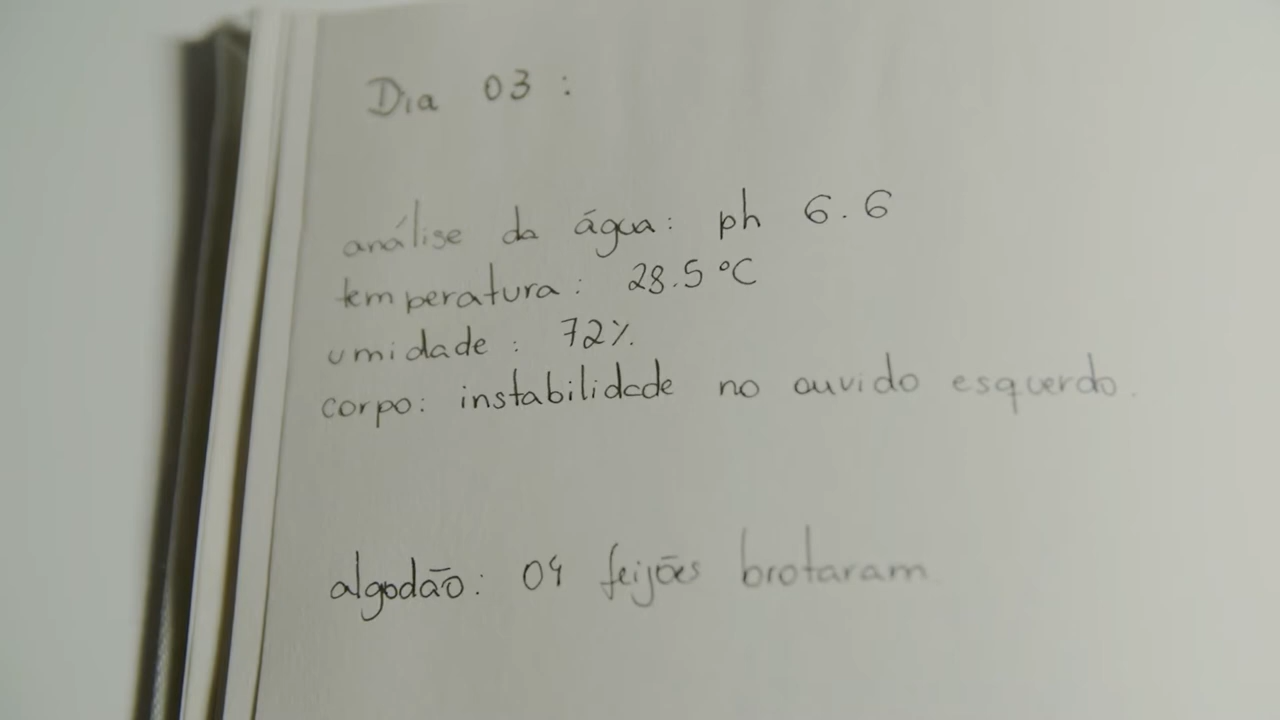 Dia 03 :
análise da água: ph 6.6
temperatura: 28.5 °C
umidade : 72%.
corpo: instabilidade no ouvido esquerdo.
algodão: 04 feijões brotaram